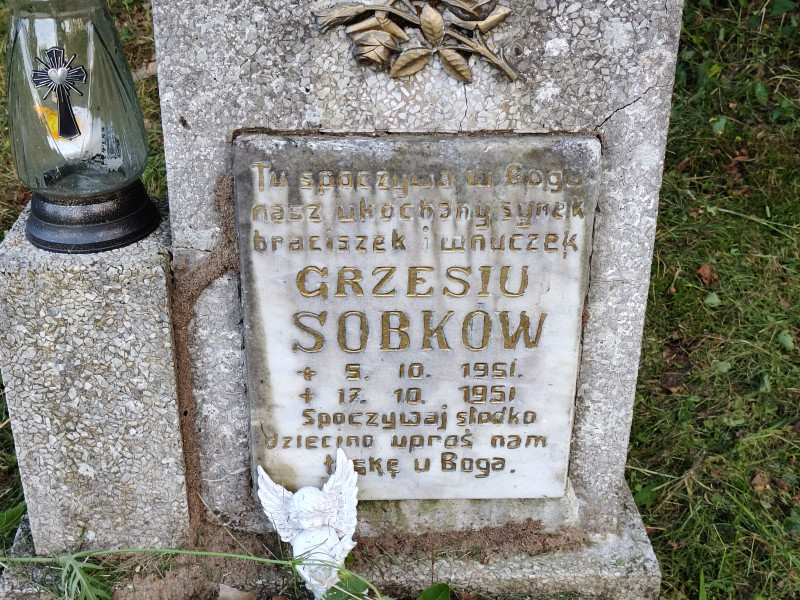 Tu spoczywa w Bogu
nasz ukochany synek
braciszek i wnuczek
GRZESIU
SOBKOW
+ 5. 10. 1951.
+ 17. 10. 1951
Spoczywaj słodko
dziecino uproś nam
łaskę u Boga.